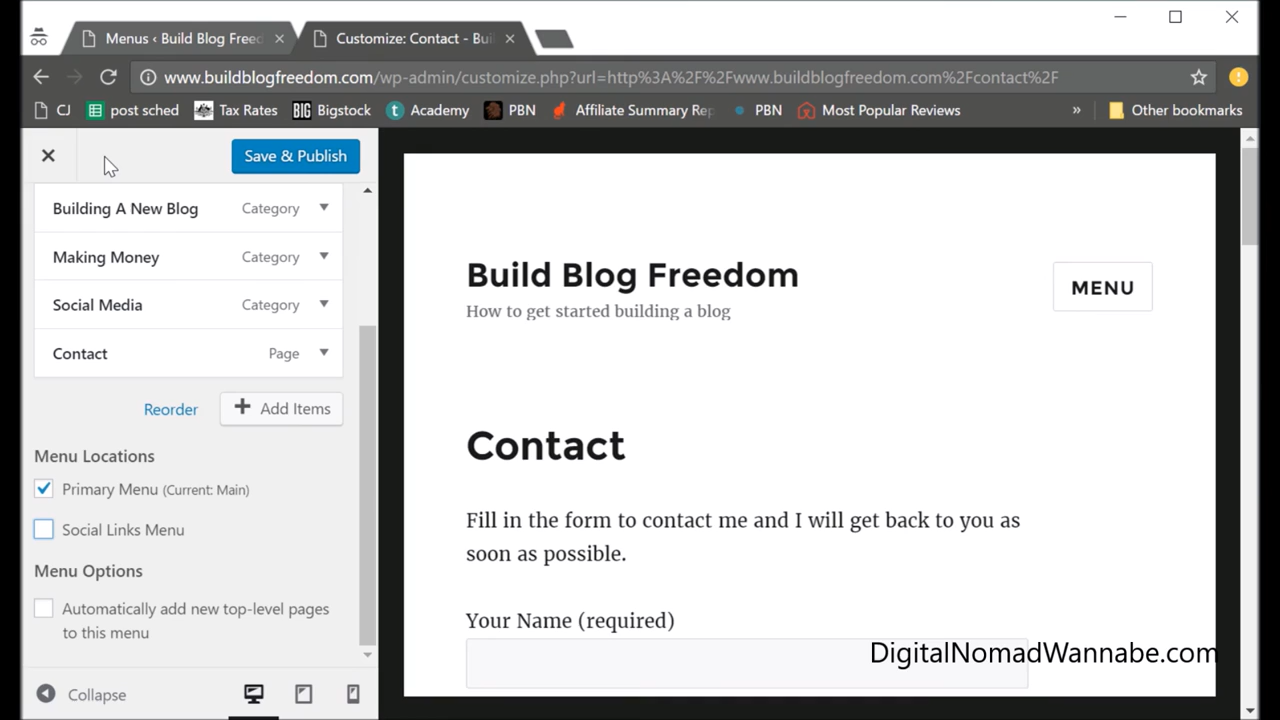 Menus ‹ Build Blog Freed
Customize: Contact - Bui
www.buildblogfreedom.com/wp-admin/customize.php?url=http%3A%2F%2Fwww.buildblogfreedom.com%2Fcontact%2F
CJ post sched Tax Rates BIG Bigstock t Academy PBN Affiliate Summary Rep PBN Most Popular Reviews » Other bookmarks
Save & Publish
Building A New Blog Category
Making Money Category
Social Media Category
Contact Page
Reorder + Add Items
Menu Locations
Primary Menu (Current: Main)
Social Links Menu
Menu Options
Automatically add new top-level pages
to this menu
Collapse
Build Blog Freedom
How to get started building a blog
MENU
Contact
Fill in the form to contact me and I will get back to you as
soon as possible.
Your Name (required)
DigitalNomadWannabe.com